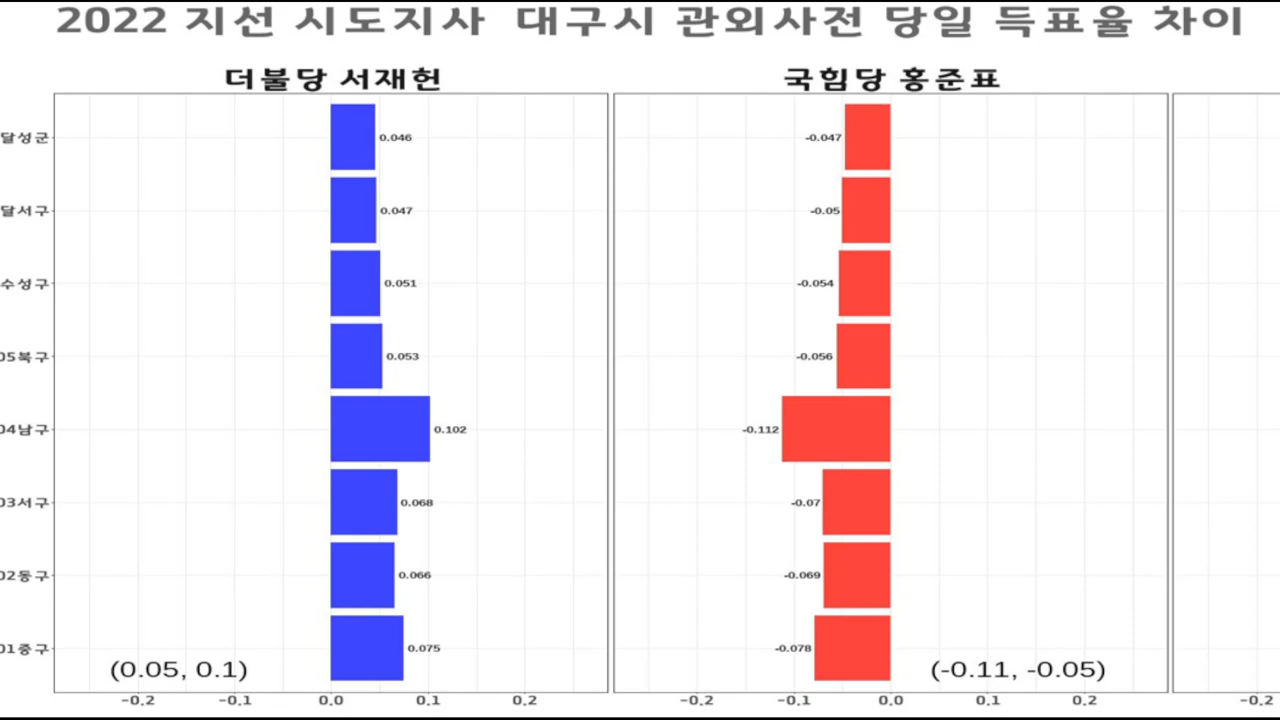 2022 지선 시도지사 대구시 관외사전 당일 득표율 차이
더불당 서재헌
국힘당 홍준표
달성군
0.046
-0.047
달서구
0.047
-0.05
수성구
0.051
-0.054
05북구
0.053
-0.056
04남구
0.102
-0.112
03서구
0.068
-0.07
02동구
0.066
-0.069
01중구
0.075
-0.078
(0.05, 0.1)
(-0.11, -0.05)
-0.2 -0.1 0.0 0.1 0.2
-0.2 -0.1 0.0 0.1 0.2
-0.2